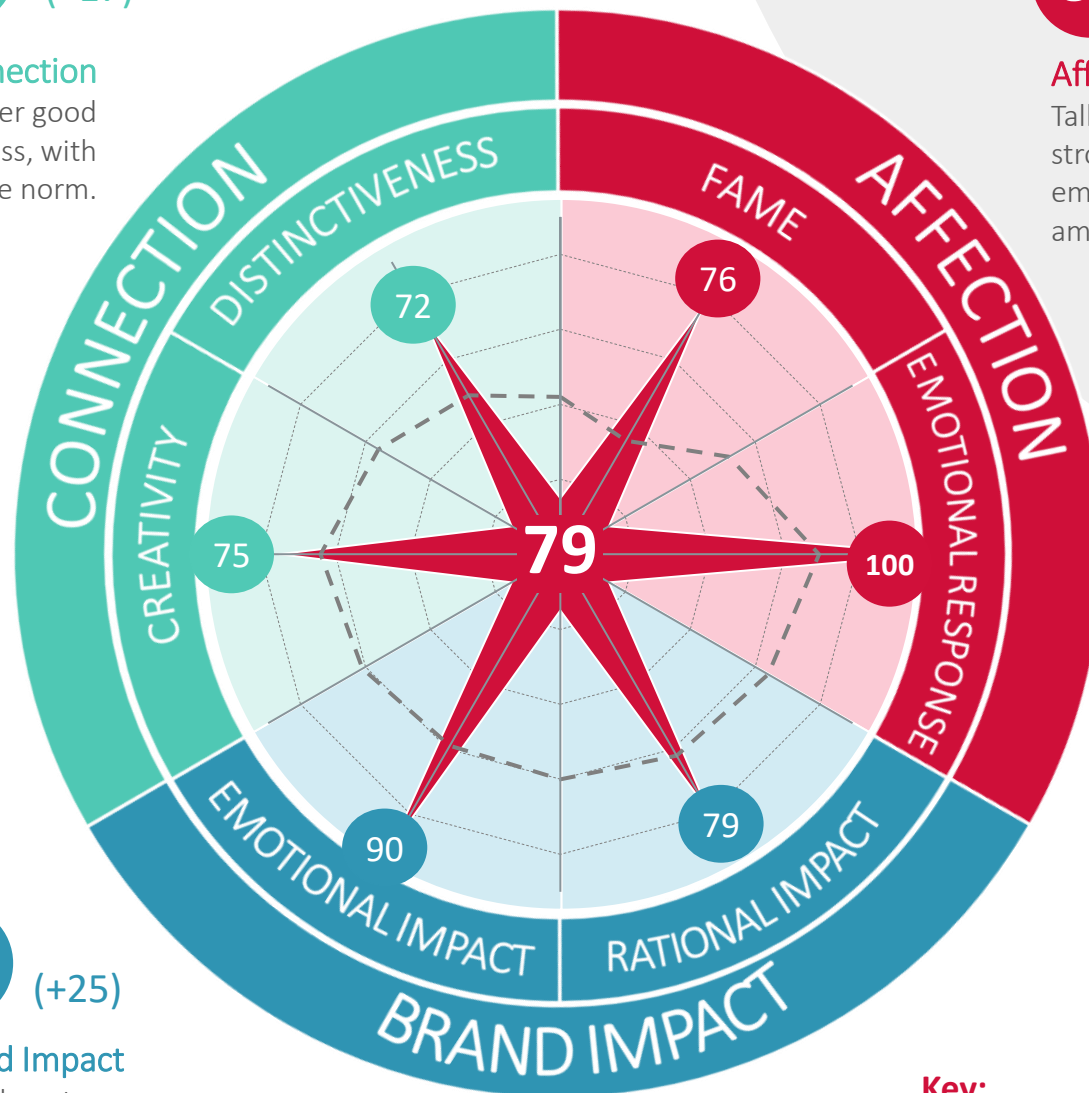 nection
er good
ss, with
e norm.
Aff
Tall
stro
em
am
CONNECTION
AFFECTION
DISTINCTIVENESS
FAME
72
76
CREATIVITY
EMOTIONAL RESPONSE
75
79
100
90
79
EMOTIONAL IMPACT
RATIONAL IMPACT
BRAND IMPACT
(+25)
d Impact
Key: